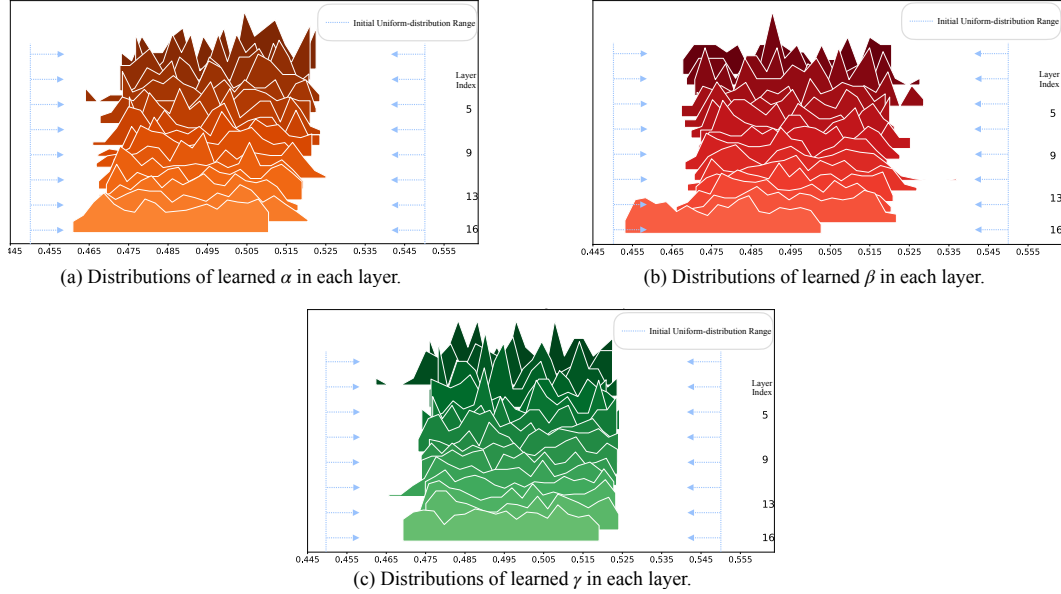 Initial Uniform-distribution Range
Layer
Index
5
9
13
16
0.445 0.465 0.475 0.485 0.495 0.505 0.515 0.525 0.535 0.545 0.555
(a) Distributions of learned α in each layer.
Initial Uniform-distribution Range
Layer
Index
5
9
13
16
0.445 0.455 0.465 0.475 0.490 0.505 0.520 0.525 0.535 0.545 0.555
(b) Distributions of learned β in each layer.
Initial Uniform-distribution Range
Layer
Index
5
9
13
16
0.445 0.455 0.465 0.475 0.485 0.495 0.505 0.515 0.525 0.535 0.545 0.555
(c) Distributions of learned γ in each layer.